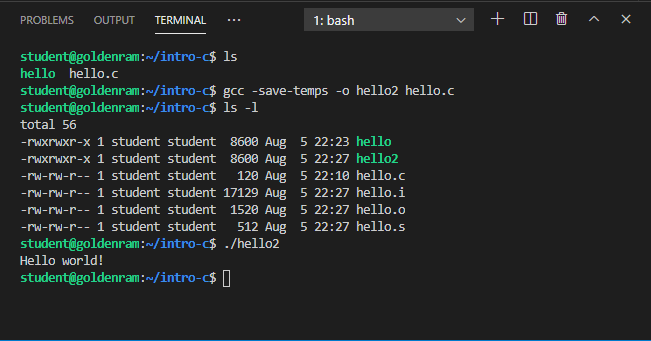 PROBLEMS OUTPUT TERMINAL ··· 1: bash
student@goldenram:~/intro-c$ ls
hello  hello.c
student@goldenram:~/intro-c$ gcc -save-temps -o hello2 hello.c
student@goldenram:~/intro-c$ ls -l
total 56
-rwxrwxr-x 1 student student  8600 Aug  5 22:23 hello
-rwxrwxr-x 1 student student  8600 Aug  5 22:27 hello2
-rw-rw-r-- 1 student student   120 Aug  5 22:10 hello.c
-rw-rw-r-- 1 student student 17129 Aug  5 22:27 hello.i
-rw-rw-r-- 1 student student  1520 Aug  5 22:27 hello.o
-rw-rw-r-- 1 student student   512 Aug  5 22:27 hello.s
student@goldenram:~/intro-c$ ./hello2
Hello world!
student@goldenram:~/intro-c$